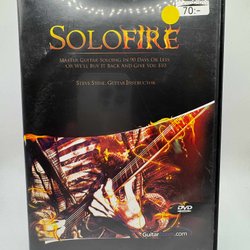 70:-
SOLOFIRE
MASTER GUITAR SOLOING IN 90 DAYS OR LESS
OR WE'LL BUY IT BACK AND GIVE YOU $10
STEVE STINE, GUITAR INSTRUCTOR
DVD
Guitar .com